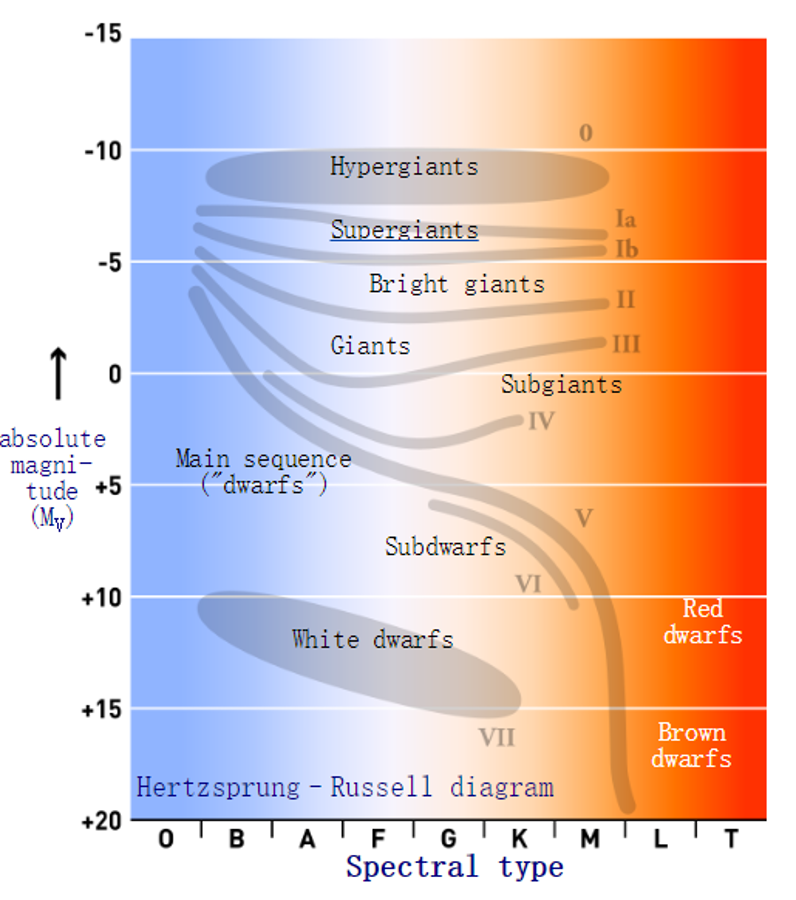 -15
-10
0
Hypergiants
Ia
Supergiants
Ib
-5
Bright giants
II
Giants
III
0
Subgiants
IV
absolute
magni-
tude
(Mv)
Main sequence
("dwarfs")
+5
V
Subdwarfs
VI
+10
Red
dwarfs
White dwarfs
+15
VII
Brown
dwarfs
Hertzsprung - Russell diagram
+20
O B A F G K M L T
Spectral type